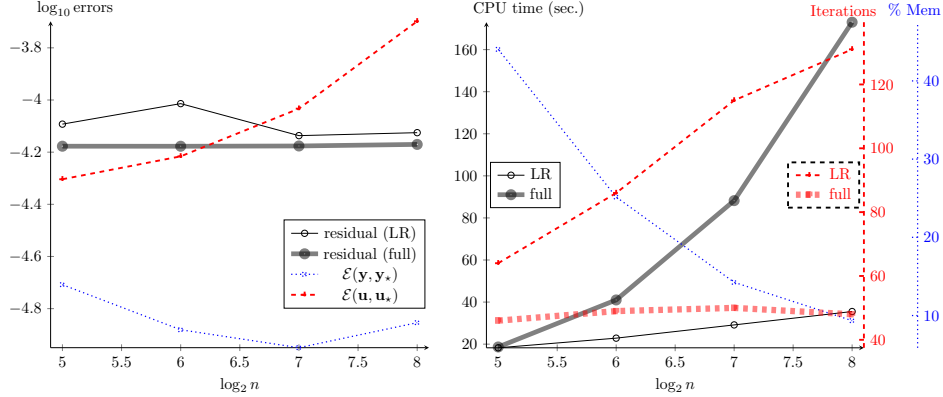 log₁₀ errors
−3.8
−4
−4.2
−4.4
−4.6
−4.8
5
5.5
6
6.5
7
7.5
8
log₂ n
residual (LR)
residual (full)
ℰ(y, y⋆)
ℰ(u, u⋆)
CPU time (sec.)
Iterations
% Mem
160
140
120
100
80
60
40
20
5
5.5
6
6.5
7
7.5
8
log₂ n
LR
full
LR
full
120
100
80
60
40
40
30
20
10